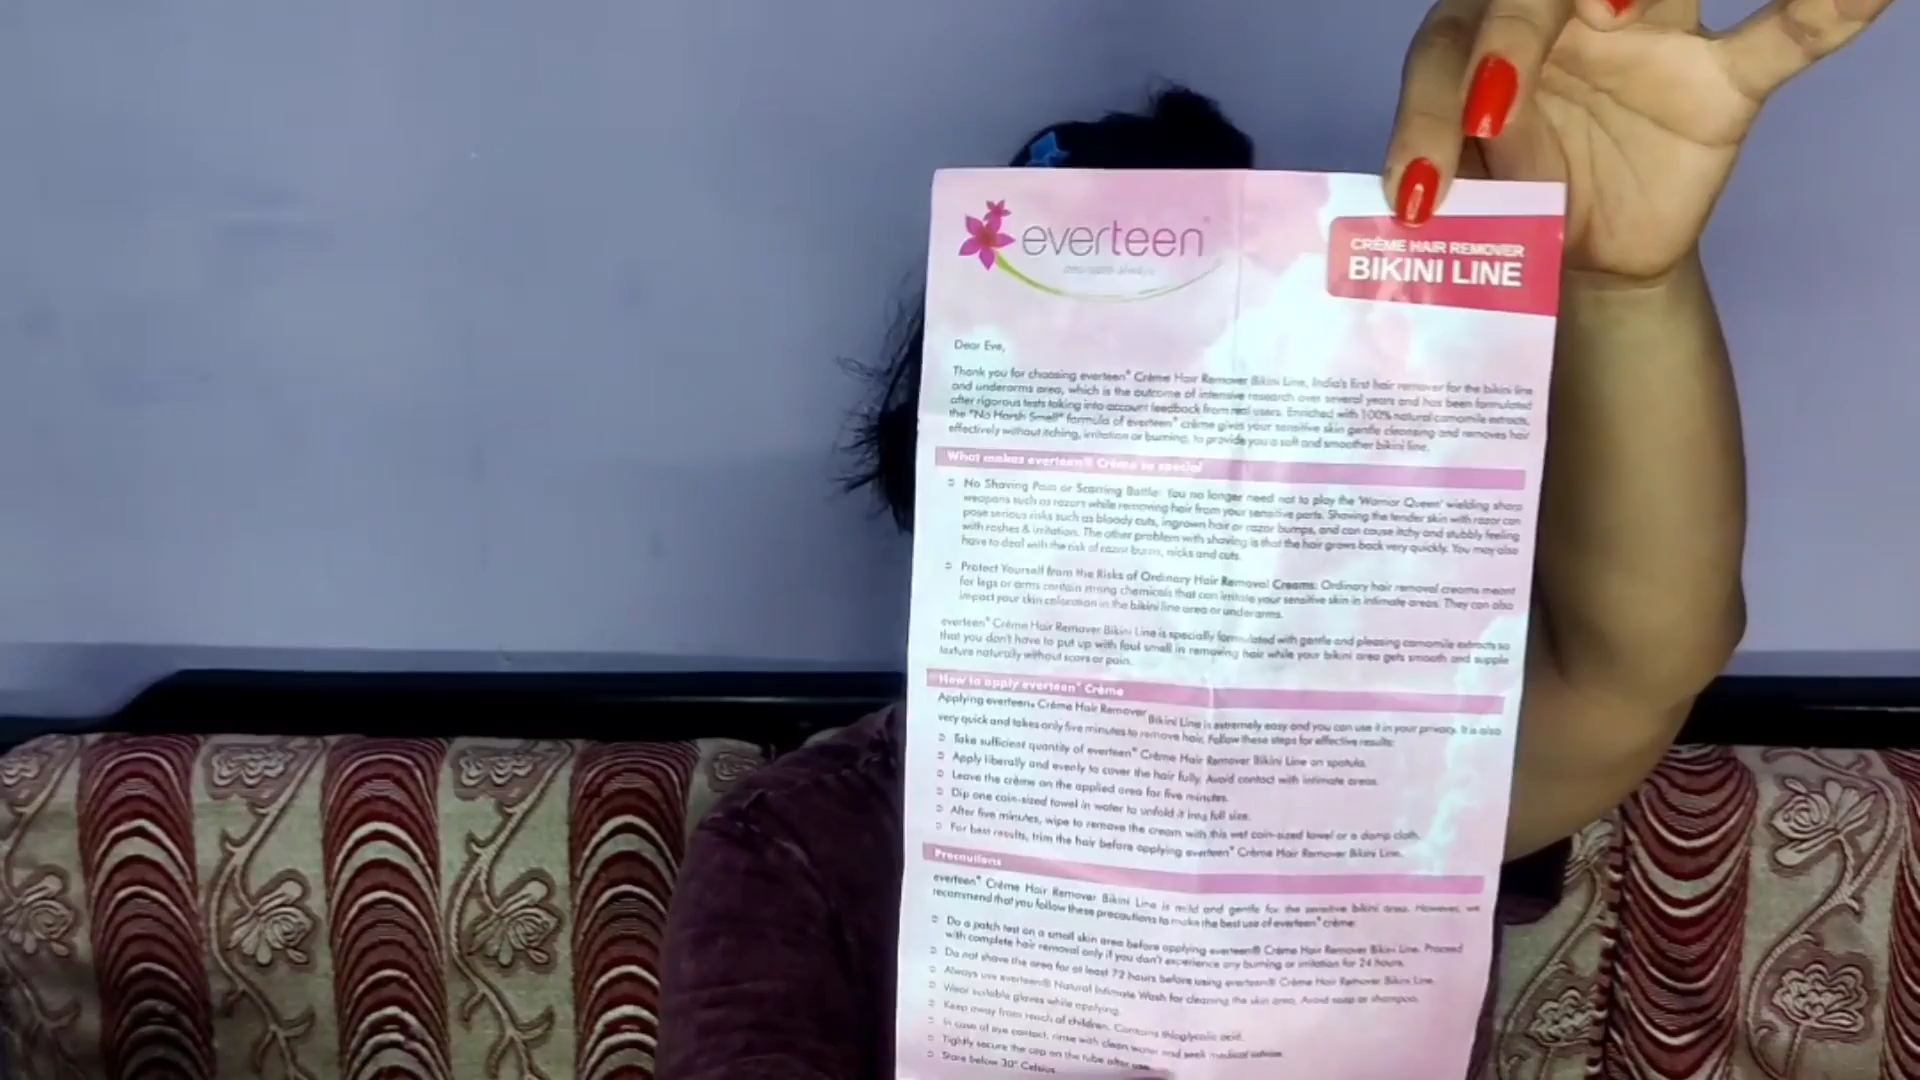 everteen®
CRÈME HAIR REMOVER
BIKINI LINE
Dear Eve,
Thank you for choosing everteen® Crème Hair Remover Bikini Line, India's first hair remover for the bikini line
and underarms area, which is the outcome of intensive research over several years and has been formulated
after rigorous tests taking into account feedback from real users. Enriched with 100% natural camomile extracts,
the "No Harsh Smell" formula of everteen® crème gives your sensitive skin gentle cleansing and removes hair
effectively without itching, irritation or burning, to provide you a soft and smoother bikini line.
What makes everteen® Crème so special
No Shaving Pain or Scarring Battle: You no longer need not to play the 'Warrior Queen' wielding sharp
weapons such as razors while removing hair from your sensitive parts. Shaving the tender skin with razor can
pose serious risks such as bloody cuts, ingrown hair or razor bumps, and can cause itchy and stubbly feeling
with rashes & irritation. The other problem with shaving is that the hair grows back very quickly. You may also
have to deal with the risk of razor burns, nicks and cuts.
Protect Yourself from the Risks of Ordinary Hair Removal Creams: Ordinary hair removal creams meant
for legs or arms contain strong chemicals that can irritate your sensitive skin in intimate areas. They can also
impact your skin coloration in the bikini line area or underarms.
everteen® Crème Hair Remover Bikini Line is specially formulated with gentle and pleasing camomile extracts so
that you don't have to put up with foul smell in removing hair while your bikini area gets smooth and supple
texture naturally without scars or pain.
How to apply everteen® Crème
Applying everteen® Crème Hair Remover Bikini Line is extremely easy and you can use it in your privacy. It is also
very quick and takes only five minutes to remove hair. Follow these steps for effective results:
Take sufficient quantity of everteen® Crème Hair Remover Bikini Line on spatula.
Apply liberally and evenly to cover the hair fully. Avoid contact with intimate areas.
Leave the crème on the applied area for five minutes.
Dip one coin-sized towel in water to unfold it into full size.
After five minutes, wipe to remove the cream with this wet coin-sized towel or a damp cloth.
For best results, trim the hair before applying everteen® Crème Hair Remover Bikini Line.
Precautions
everteen® Crème Hair Remover Bikini Line is mild and gentle for the sensitive bikini area. However, we
recommend that you follow these precautions to make the best use of everteen® crème:
Do a patch test on a small skin area before applying everteen® Crème Hair Remover Bikini Line. Proceed
with complete hair removal only if you don't experience any burning or irritation for 24 hours.
Do not shave the area for at least 72 hours before using everteen® Crème Hair Remover Bikini Line.
Always use everteen® Natural Intimate Wash for cleaning the skin area. Avoid soap or shampoo.
Wear suitable gloves while applying.
Keep away from reach of children. Contains thioglycolic acid.
In case of eye contact, rinse with clean water and seek medical advice.
Tightly secure the cap on the tube after use.
Store below 30° Celsius.